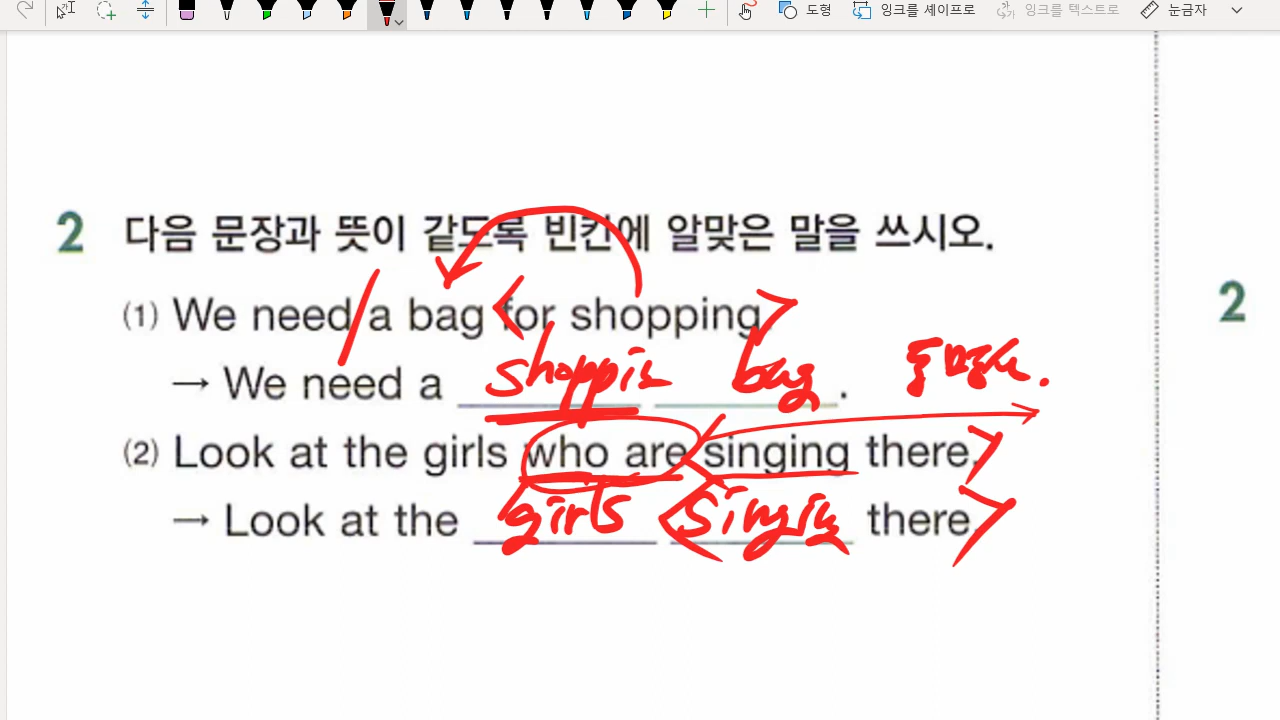 도형 잉크를 셰이프로 잉크를 텍스트로 눈금자
2 다음 문장과 뜻이 같도록 빈칸에 알맞은 말을 쓰시오.
(1) We need a bag for shopping.
→ We need a shoppin bag .
(2) Look at the girls who are singing there.
→ Look at the girls singing there.
2